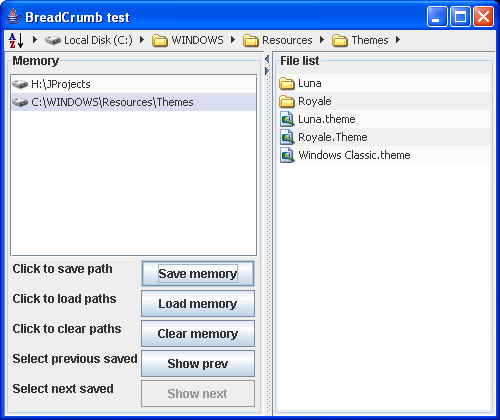 BreadCrumb test
A Z Local Disk (C:) WINDOWS Resources Themes
Memory
H:\JProjects
C:\WINDOWS\Resources\Themes
Click to save path Save memory
Click to load paths Load memory
Click to clear paths Clear memory
Select previous saved Show prev
Select next saved Show next
File list
Luna
Royale
Luna.theme
Royale.Theme
Windows Classic.theme